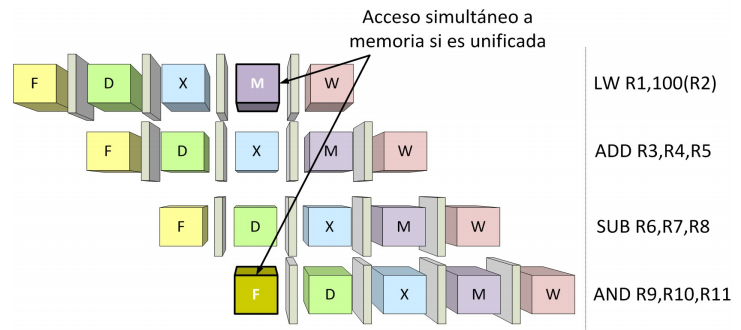 Acceso simultáneo a
memoria si es unificada
F D X M W LW R1,100(R2)
F D X M W ADD R3,R4,R5
F D X M W SUB R6,R7,R8
F D X M W AND R9,R10,R11